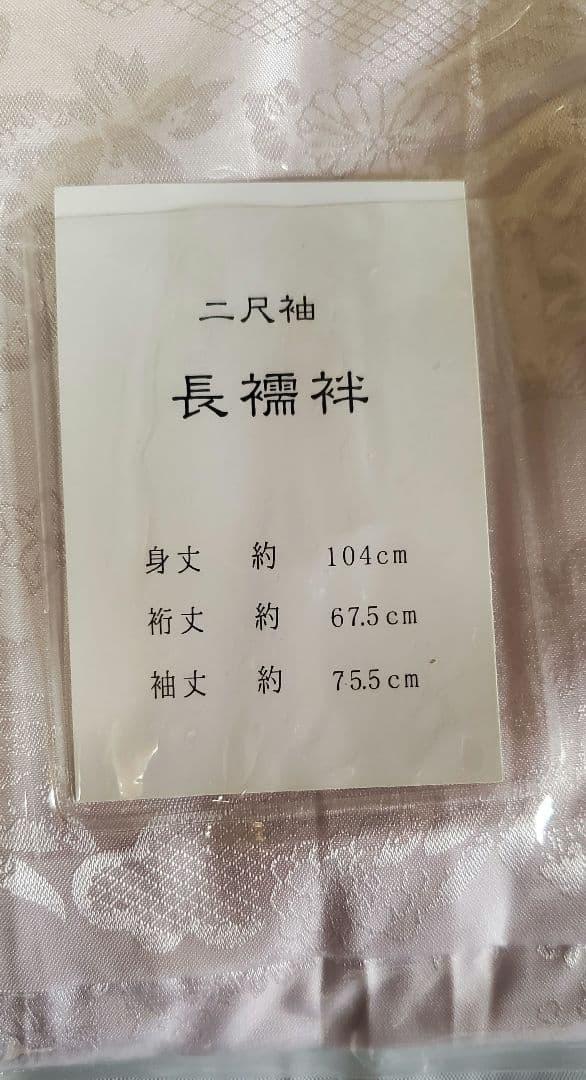 二尺袖
長襦袢
身丈 約 104cm
裄丈 約 67.5cm
袖丈 約 75.5cm